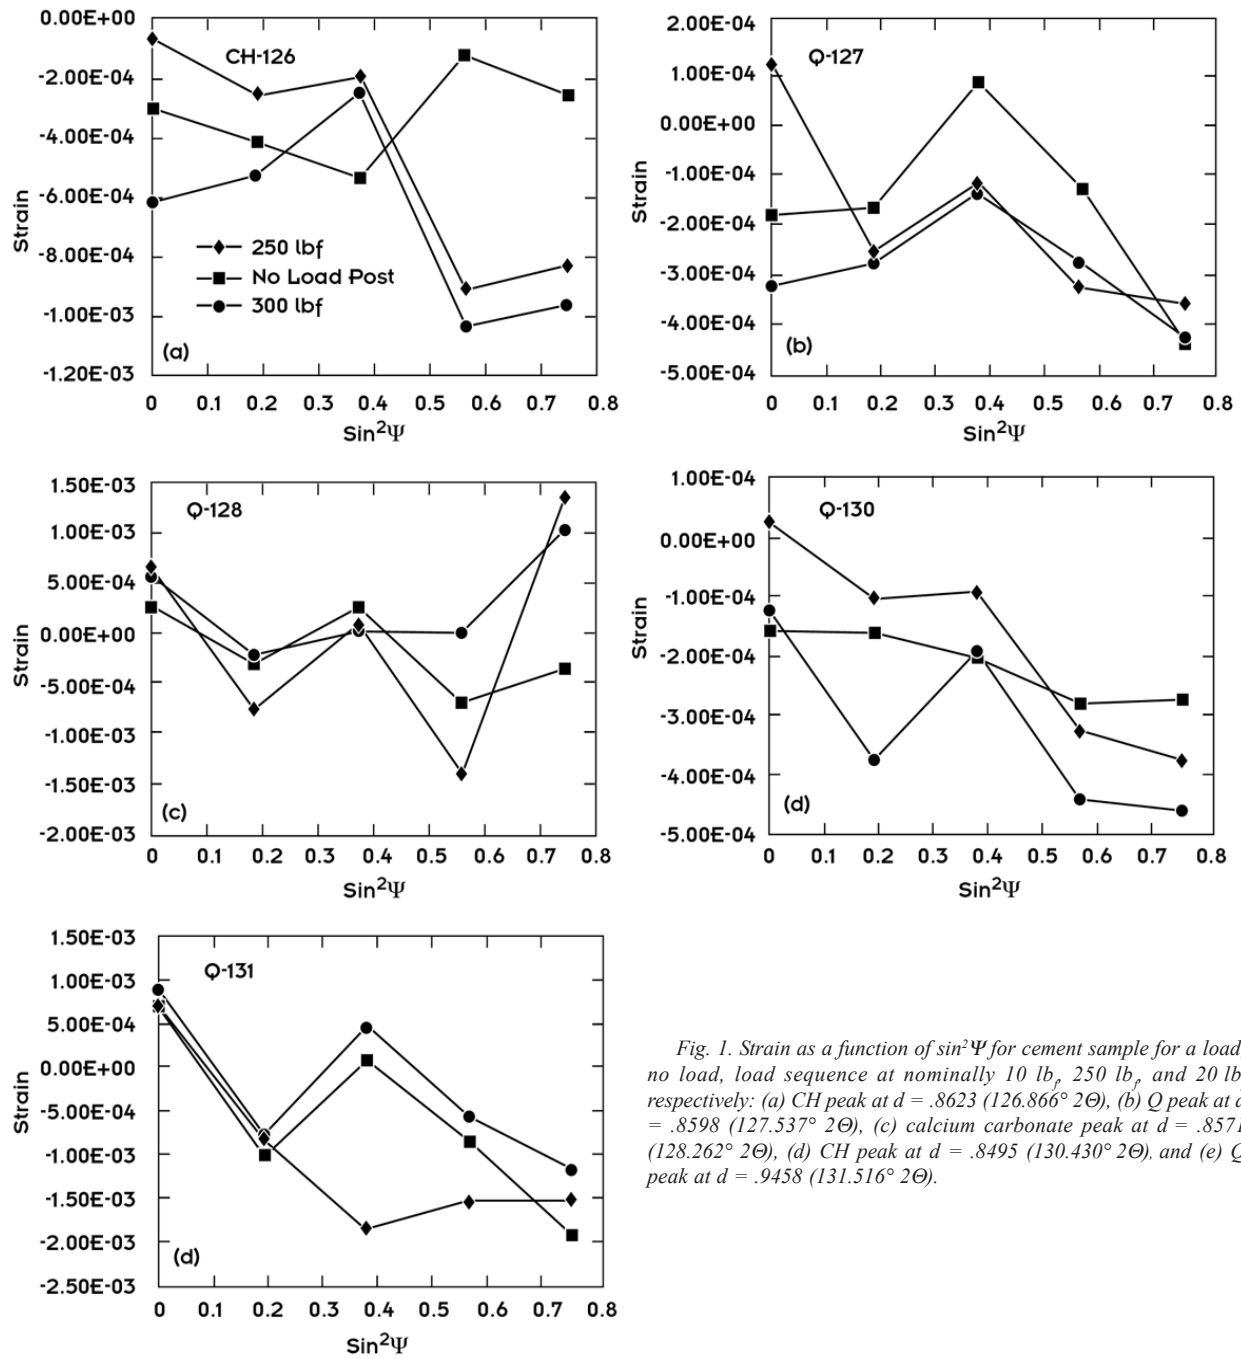 0.00E+00
-2.00E-04
-4.00E-04
-6.00E-04
-8.00E-04
-1.00E-03
-1.20E-03
Strain
CH-126
250 lbf
No Load Post
300 lbf
(a)
0 0.1 0.2 0.3 0.4 0.5 0.6 0.7 0.8
Sin²Ψ
2.00E-04
1.00E-04
0.00E+00
-1.00E-04
-2.00E-04
-3.00E-04
-4.00E-04
-5.00E-04
Strain
Q-127
(b)
0 0.1 0.2 0.3 0.4 0.5 0.6 0.7 0.8
Sin²Ψ
1.50E-03
1.00E-03
5.00E-04
0.00E+00
-5.00E-04
-1.00E-03
-1.50E-03
-2.00E-03
Strain
Q-128
(c)
0 0.1 0.2 0.3 0.4 0.5 0.6 0.7 0.8
Sin²Ψ
1.00E-04
0.00E+00
-1.00E-04
-2.00E-04
-3.00E-04
-4.00E-04
-5.00E-04
Strain
Q-130
(d)
0 0.1 0.2 0.3 0.4 0.5 0.6 0.7 0.8
Sin²Ψ
1.50E-03
1.00E-03
5.00E-04
0.00E+00
-5.00E-04
-1.00E-03
-1.50E-03
-2.00E-03
-2.50E-03
Strain
Q-131
(d)
0 0.1 0.2 0.3 0.4 0.5 0.6 0.7 0.8
Sin²Ψ
Fig. 1. Strain as a function of sin²Ψ for cement sample for a load,
no load, load sequence at nominally 10 lbf, 250 lbf, and 20 lbf
respectively: (a) CH peak at d = .8623 (126.866° 2Θ), (b) Q peak at d
= .8598 (127.537° 2Θ), (c) calcium carbonate peak at d = .8571
(128.262° 2Θ), (d) CH peak at d = .8495 (130.430° 2Θ), and (e) Q
peak at d = .9458 (131.516° 2Θ).